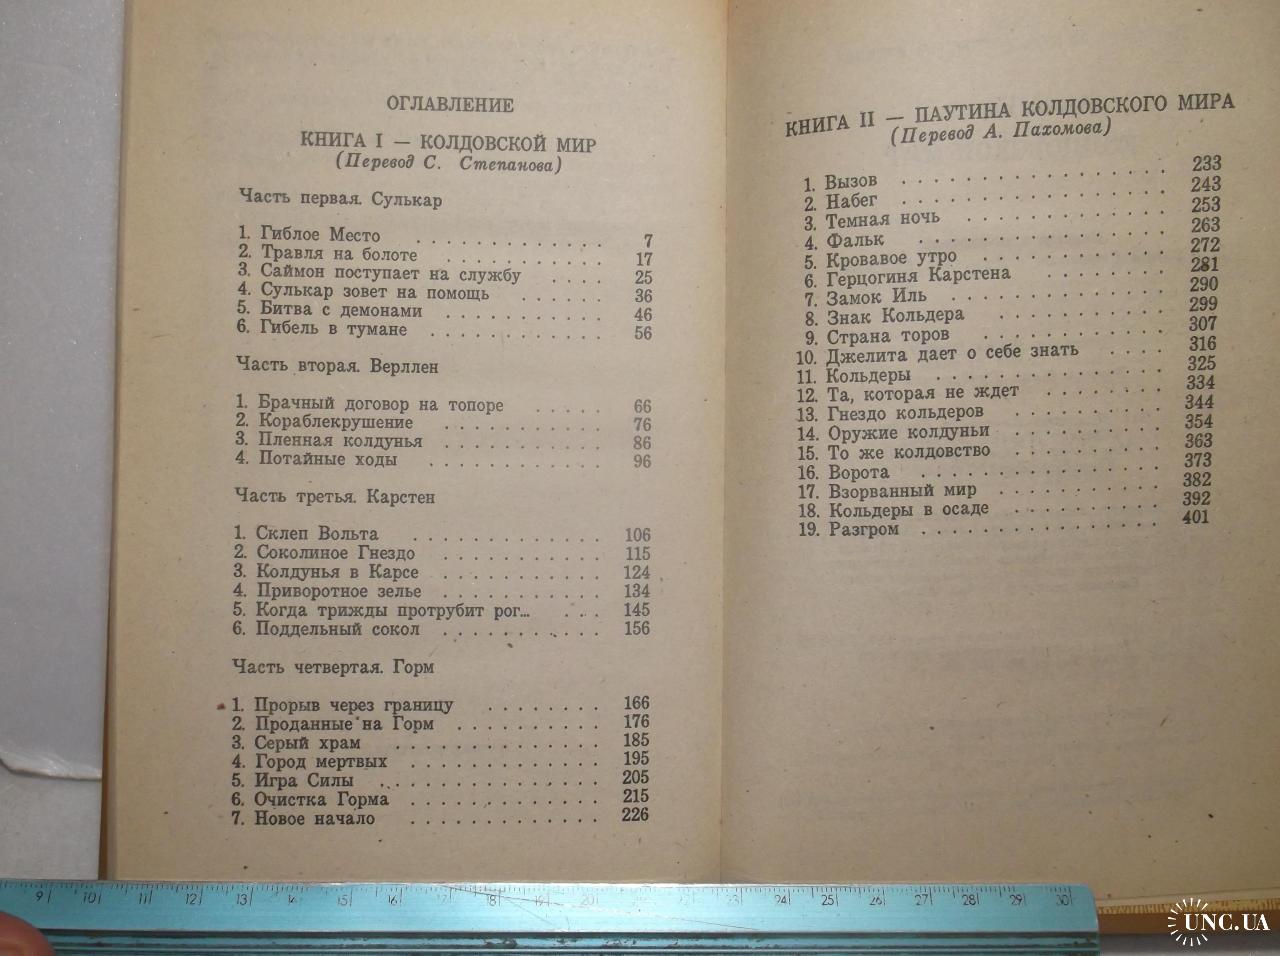 ОГЛАВЛЕНИЕ
КНИГА I — КОЛДОВСКОЙ МИР
(Перевод С. Степанова)
Часть первая. Сулькар
1. Гиблое Место . . . . . . . . . . . . 7
2. Травля на болоте . . . . . . . . . . 17
3. Саймон поступает на службу . . . . 25
4. Сулькар зовет на помощь . . . . . 36
5. Битва с демонами . . . . . . . . . . 46
6. Гибель в тумане . . . . . . . . . . . 56
Часть вторая. Верллен
1. Брачный договор на топоре . . . . . 66
2. Кораблекрушение . . . . . . . . . . 76
3. Пленная колдунья . . . . . . . . . . 86
4. Потайные ходы . . . . . . . . . . . 96
Часть третья. Карстен
1. Склеп Вольта . . . . . . . . . . . . 106
2. Соколиное Гнездо . . . . . . . . . . 115
3. Колдунья в Карсе . . . . . . . . . . 124
4. Приворотное зелье . . . . . . . . . . 134
5. Когда трижды протрубит рог... . . . 145
6. Поддельный сокол . . . . . . . . . . 156
Часть четвертая. Горм
1. Прорыв через границу . . . . . . . . 166
2. Проданные на Горм . . . . . . . . . . 176
3. Серый храм . . . . . . . . . . . . . 185
4. Город мертвых . . . . . . . . . . . . 195
5. Игра Силы . . . . . . . . . . . . . . 205
6. Очистка Горма . . . . . . . . . . . . 215
7. Новое начало . . . . . . . . . . . . 226
КНИГА II — ПАУТИНА КОЛДОВСКОГО МИРА
(Перевод А. Пахомова)
1. Вызов . . . . . . . . . . . . . . . . 233
2. Набег . . . . . . . . . . . . . . . . 243
3. Темная ночь . . . . . . . . . . . . . 253
4. Фальк . . . . . . . . . . . . . . . . 263
5. Кровавое утро . . . . . . . . . . . . 272
6. Герцогиня Карстена . . . . . . . . . 281
7. Замок Иль . . . . . . . . . . . . . . 290
8. Знак Кольдера . . . . . . . . . . . . 299
9. Страна торов . . . . . . . . . . . . 307
10. Джелита дает о себе знать . . . . 316
11. Кольдеры . . . . . . . . . . . . . . 325
12. Та, которая не ждет . . . . . . . . 334
13. Гнездо кольдеров . . . . . . . . . . 344
14. Оружие колдуньи . . . . . . . . . . 354
15. То же колдовство . . . . . . . . . . 363
16. Ворота . . . . . . . . . . . . . . . 373
17. Взорванный мир . . . . . . . . . . . 382
18. Кольдеры в осаде . . . . . . . . . . 392
19. Разгром . . . . . . . . . . . . . . . 401
9 10 11 12 13 14 15 16 17 18 19 20 21 22 23 24 25 26 27 28 29 30
UNC.UA